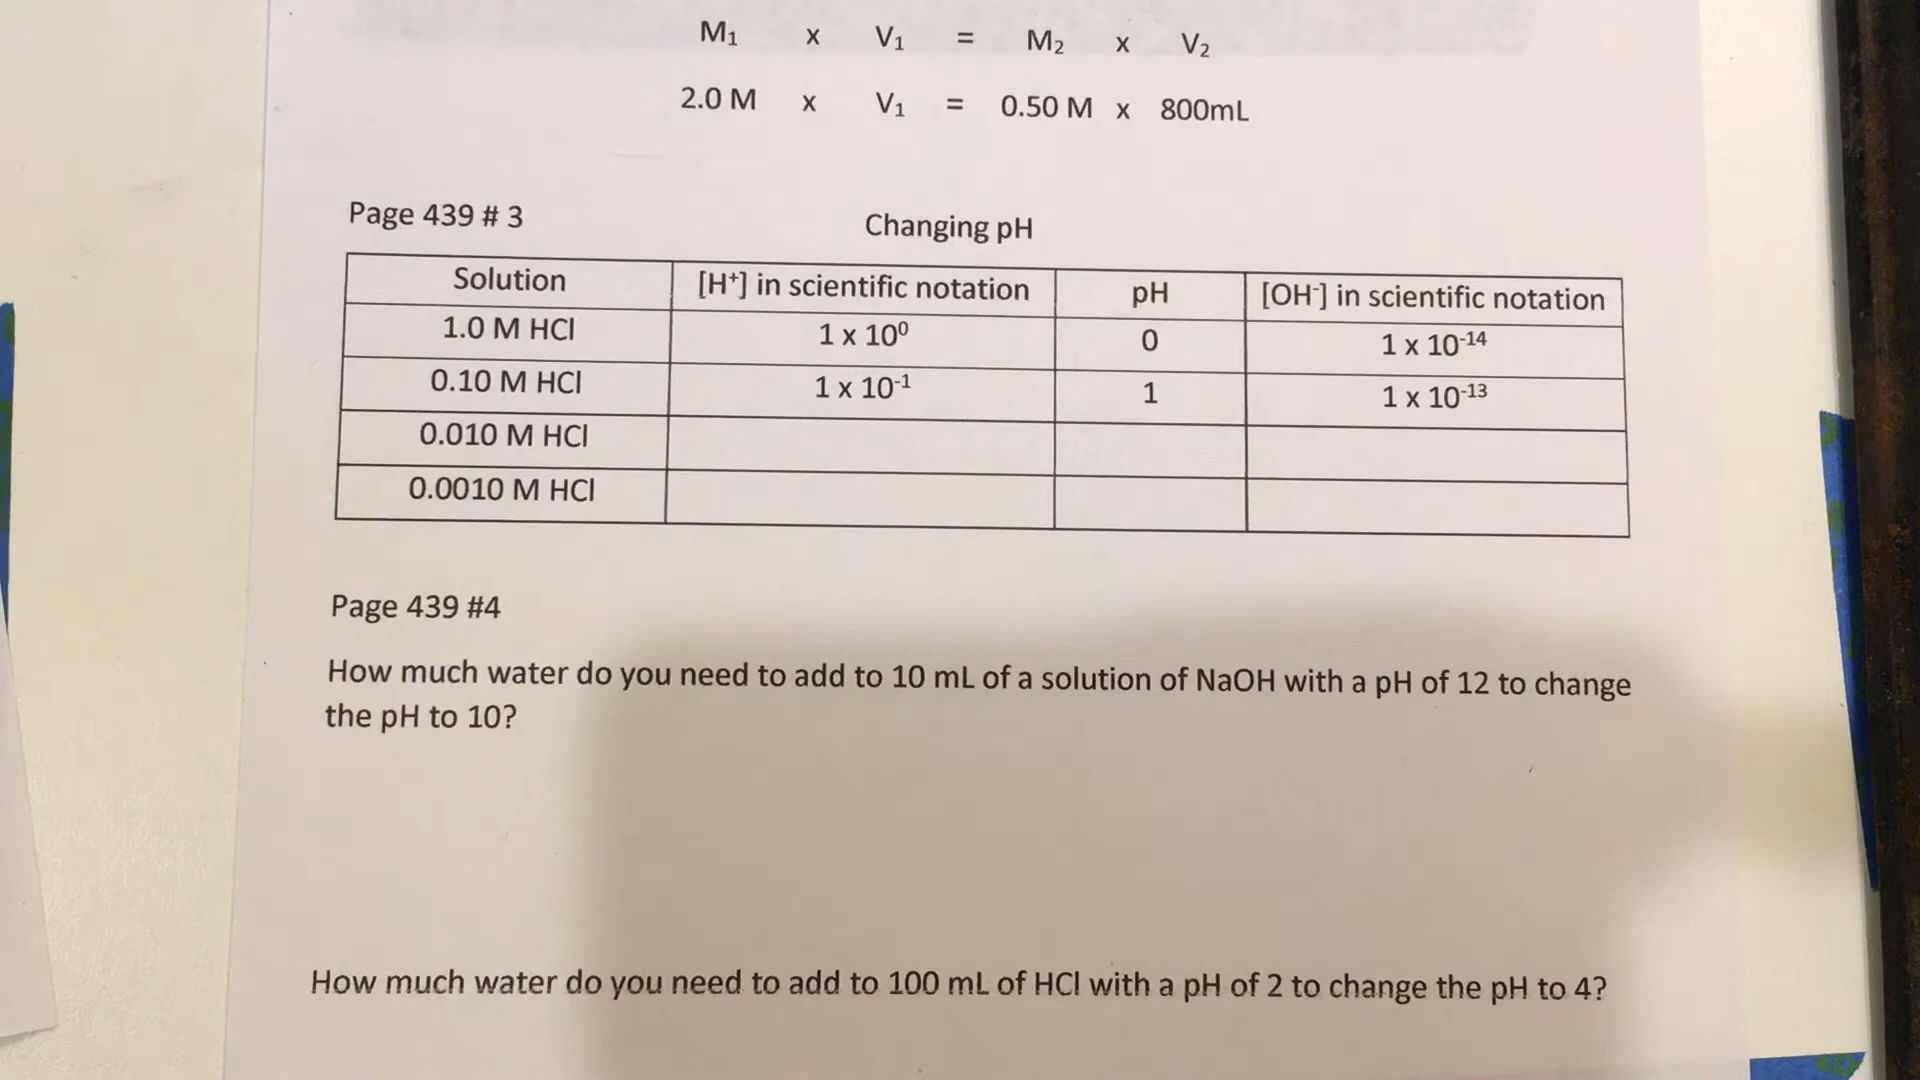 M₁ x V₁ = M₂ x V₂
2.0 M x V₁ = 0.50 M x 800mL
Page 439 # 3
Changing pH
Solution [H⁺] in scientific notation pH [OH⁻] in scientific notation
1.0 M HCl 1 x 10⁰ 0 1 x 10⁻¹⁴
0.10 M HCl 1 x 10⁻¹ 1 1 x 10⁻¹³
0.010 M HCl
0.0010 M HCl
Page 439 #4
How much water do you need to add to 10 mL of a solution of NaOH with a pH of 12 to change
the pH to 10?
How much water do you need to add to 100 mL of HCl with a pH of 2 to change the pH to 4?